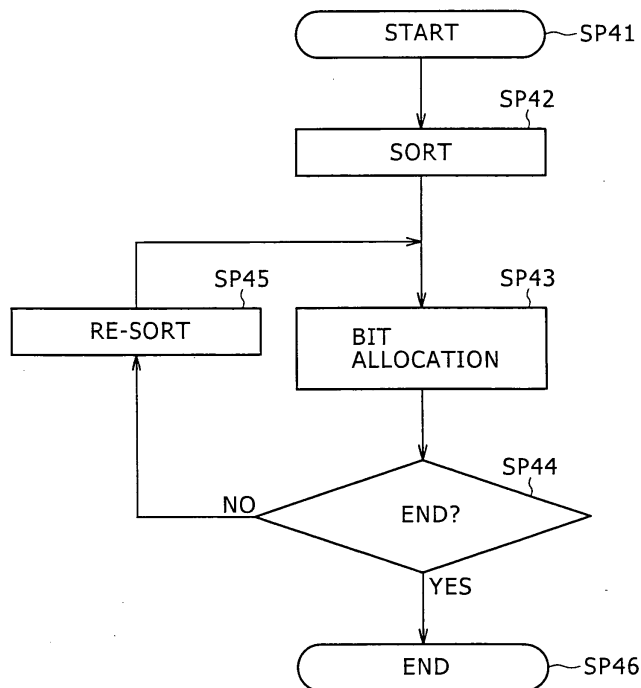 START
SP41
SP42
SORT
SP45
SP43
RE-SORT
BIT
ALLOCATION
SP44
NO
END?
YES
END
SP46